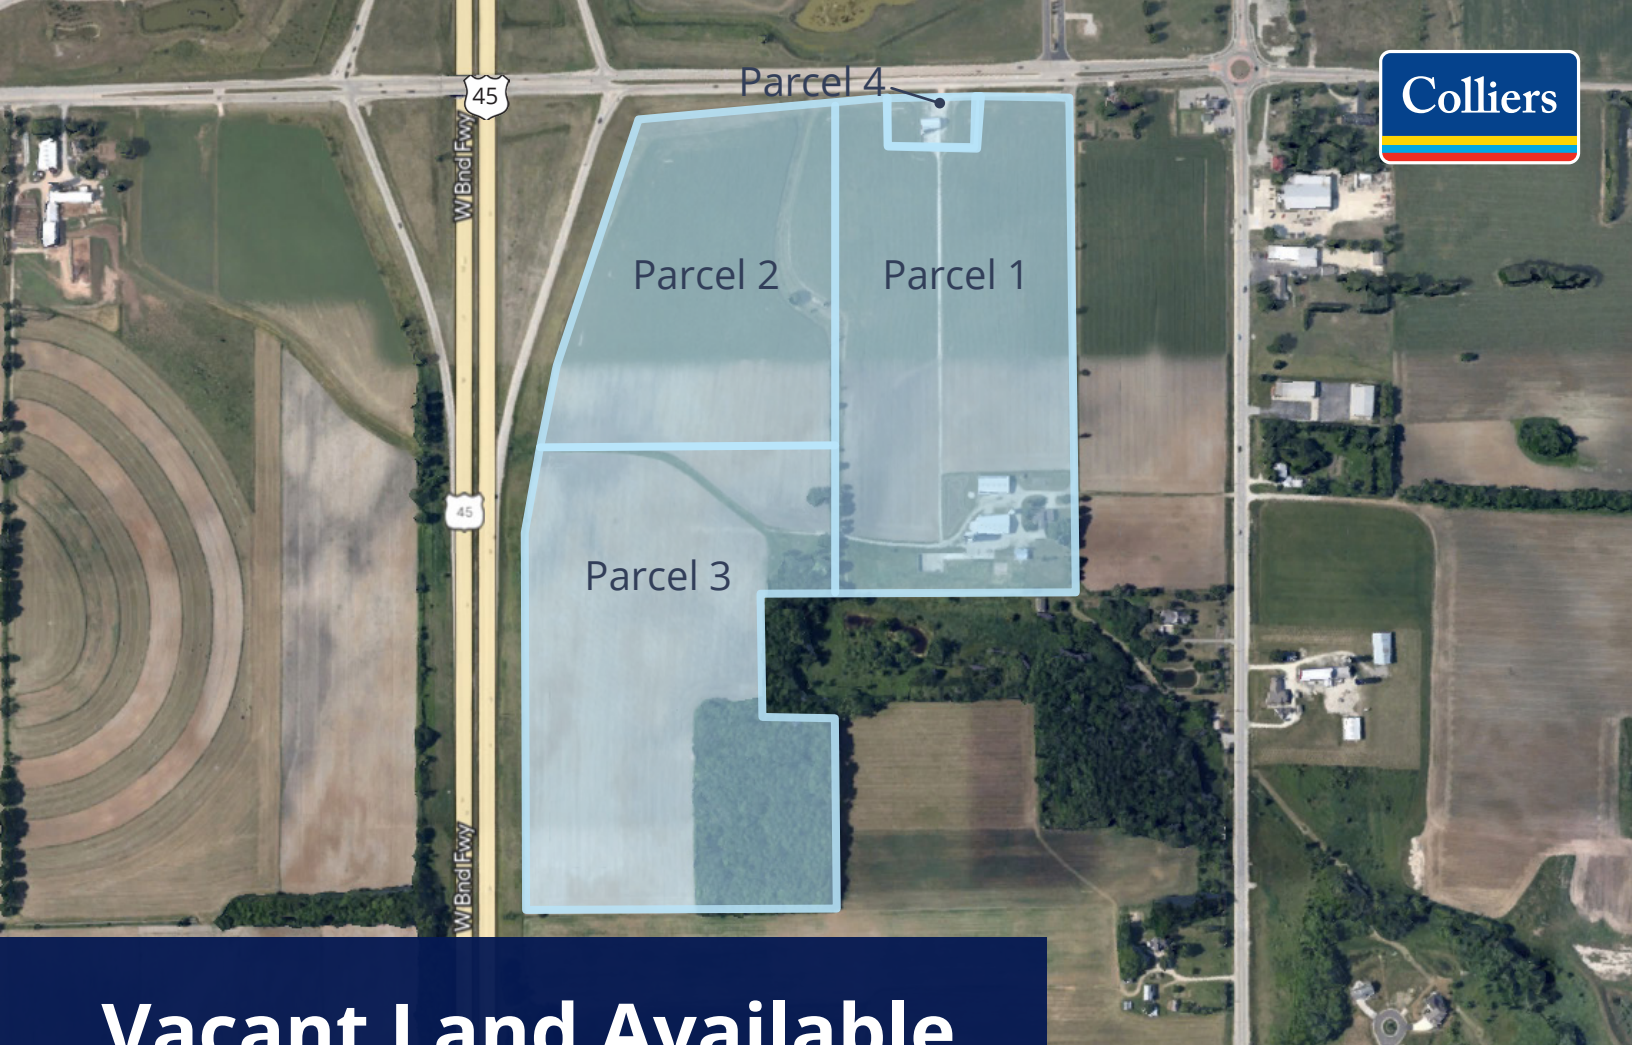 Parcel 4
Colliers
45
W Bnd Fwy
Parcel 2
Parcel 1
45
Parcel 3
W Bnd Fwy
Vacant Land Available